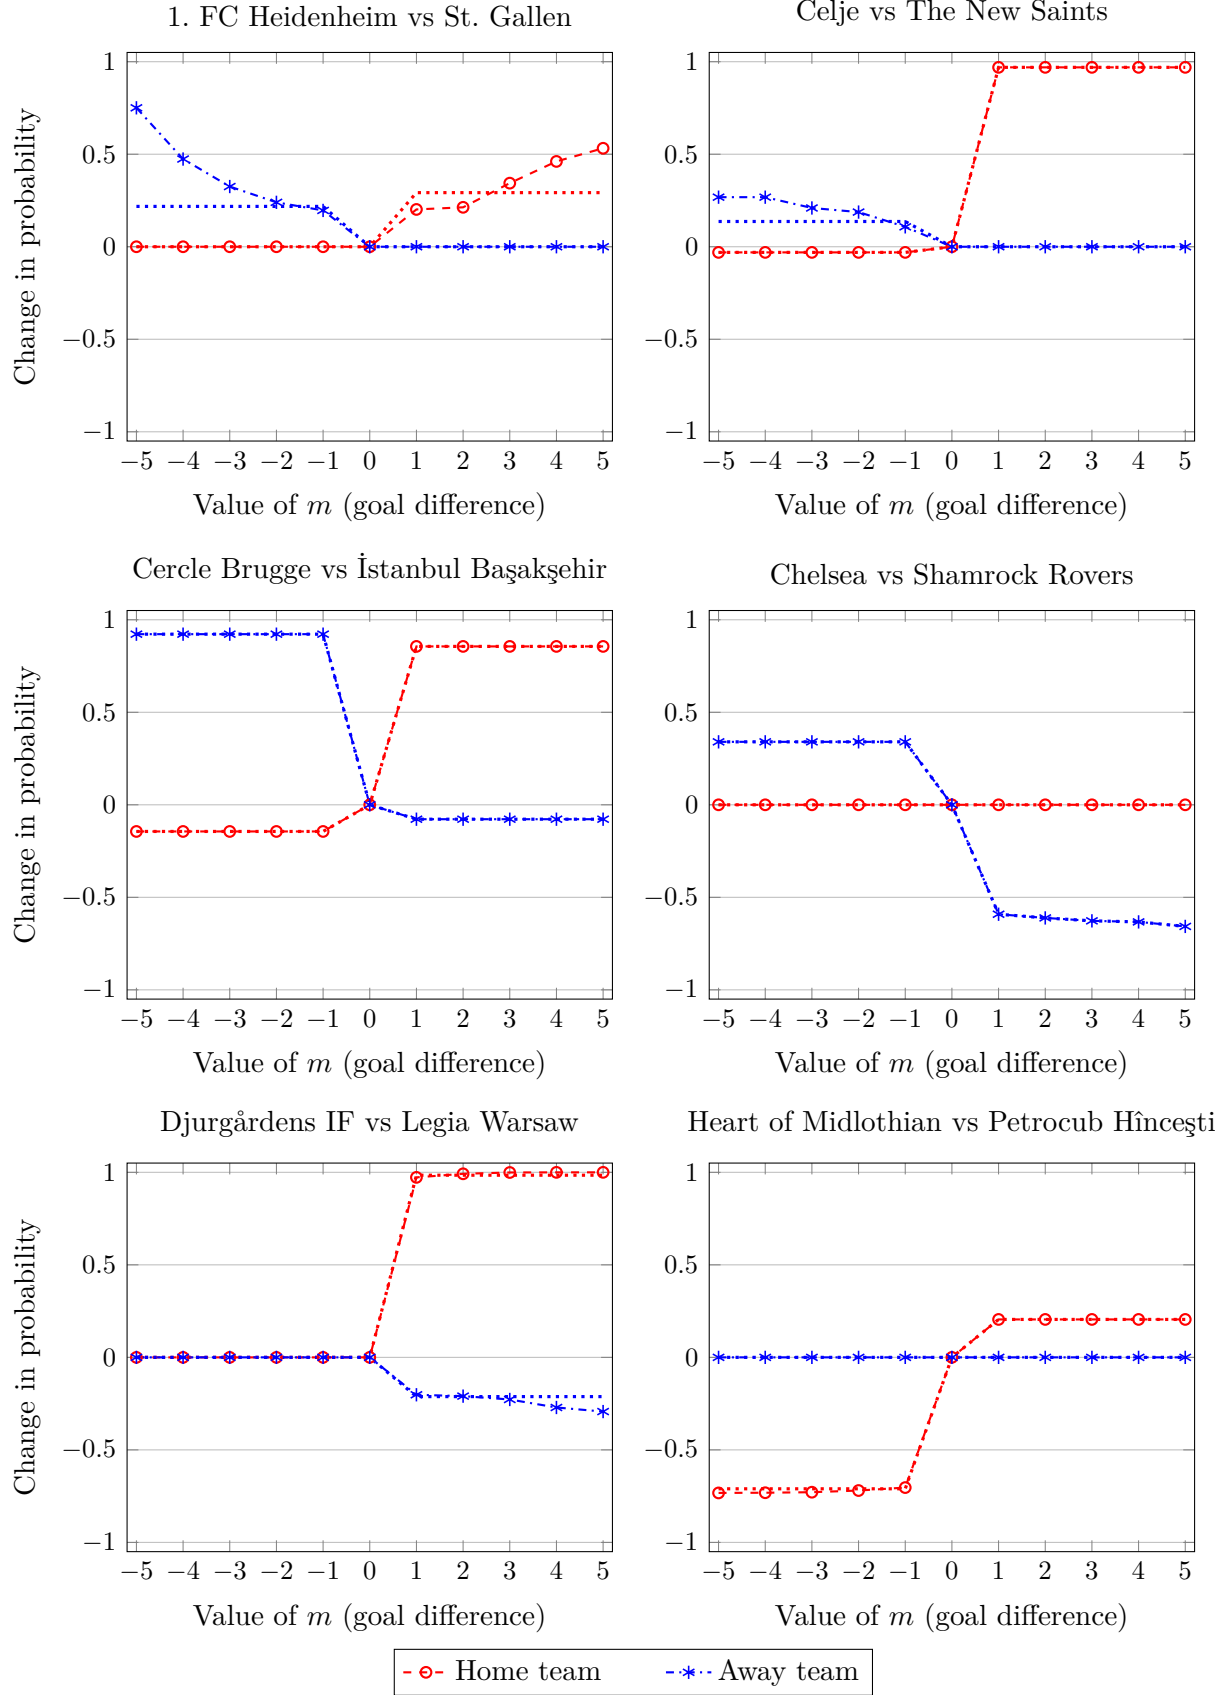 1. FC Heidenheim vs St. Gallen
Celje vs The New Saints
1
0.5
0
−0.5
−1
−5 −4 −3 −2 −1 0 1 2 3 4 5
Value of m (goal difference)
Change in probability
1
0.5
0
−0.5
−1
−5 −4 −3 −2 −1 0 1 2 3 4 5
Value of m (goal difference)
Cercle Brugge vs İstanbul Başakşehir
Chelsea vs Shamrock Rovers
1
0.5
0
−0.5
−1
−5 −4 −3 −2 −1 0 1 2 3 4 5
Value of m (goal difference)
Change in probability
1
0.5
0
−0.5
−1
−5 −4 −3 −2 −1 0 1 2 3 4 5
Value of m (goal difference)
Djurgårdens IF vs Legia Warsaw
Heart of Midlothian vs Petrocub Hînceşti
1
0.5
0
−0.5
−1
−5 −4 −3 −2 −1 0 1 2 3 4 5
Value of m (goal difference)
Change in probability
1
0.5
0
−0.5
−1
−5 −4 −3 −2 −1 0 1 2 3 4 5
Value of m (goal difference)
Home team
Away team